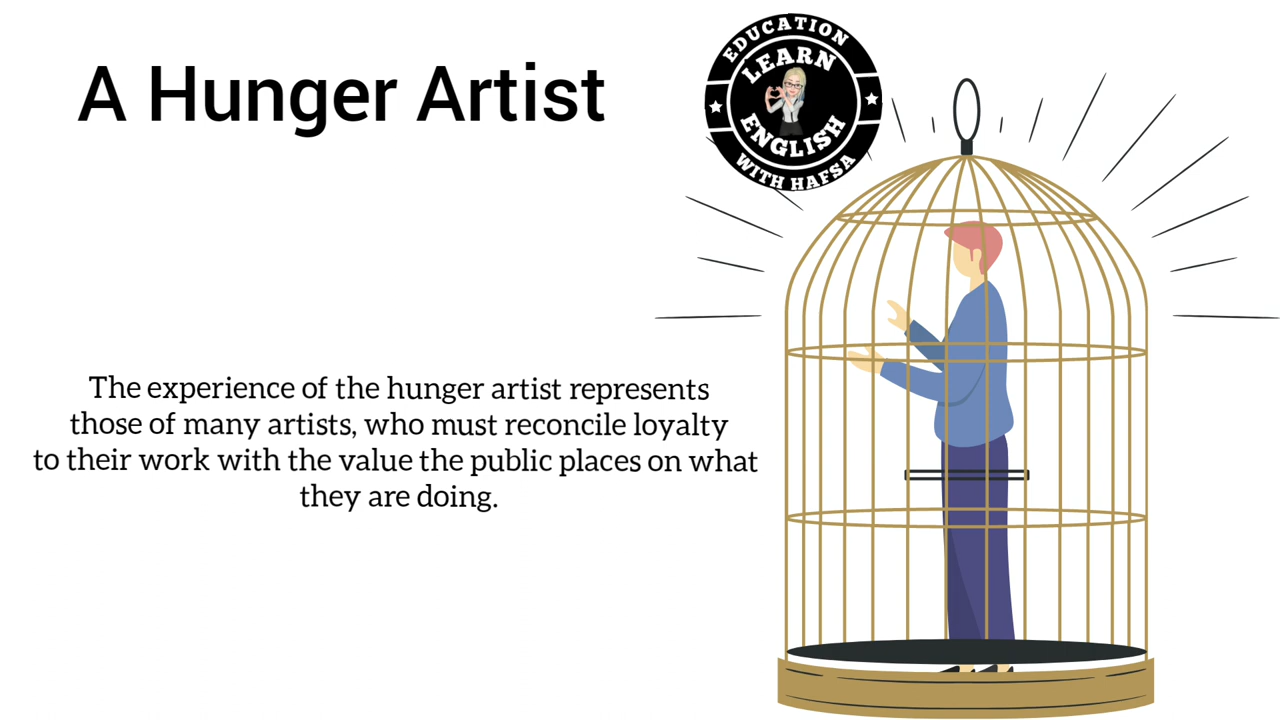 A Hunger Artist
EDUCATION
LEARN
ENGLISH
WITH HAFSA
The experience of the hunger artist represents
those of many artists, who must reconcile loyalty
to their work with the value the public places on what
they are doing.